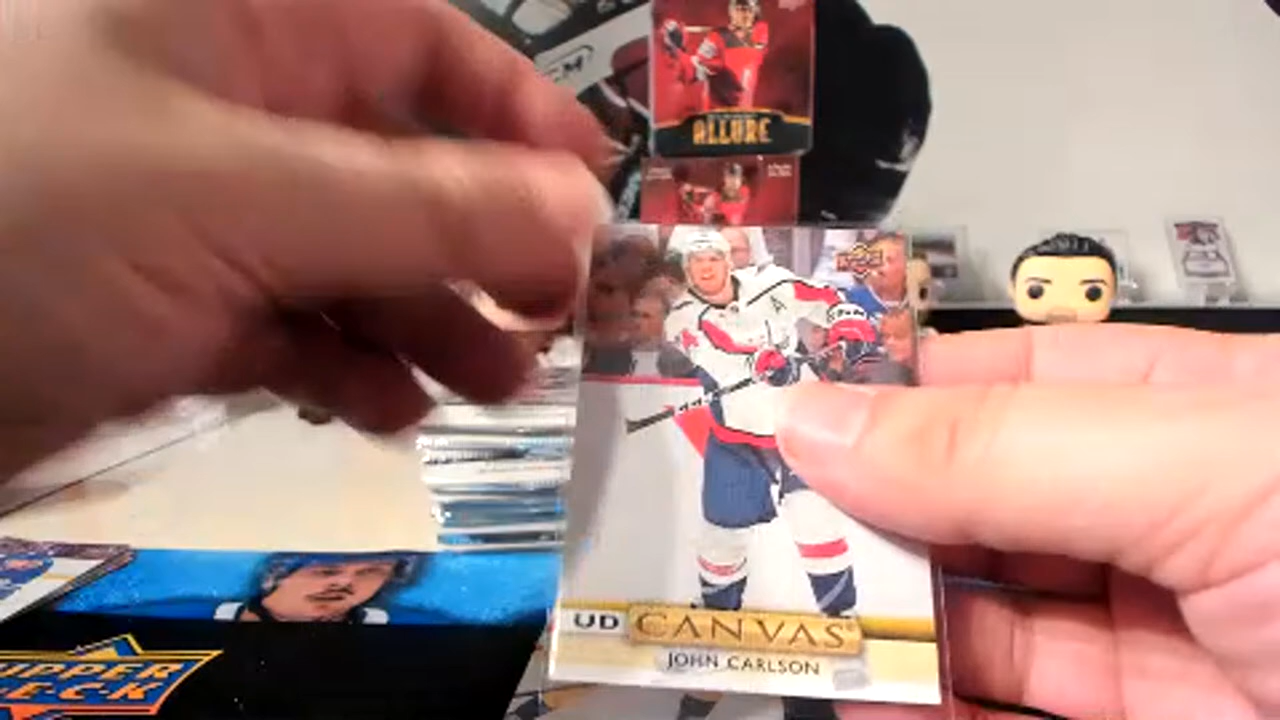 ALLURE
A
UD CANVAS
JOHN CARLSON
UPPER
DECK